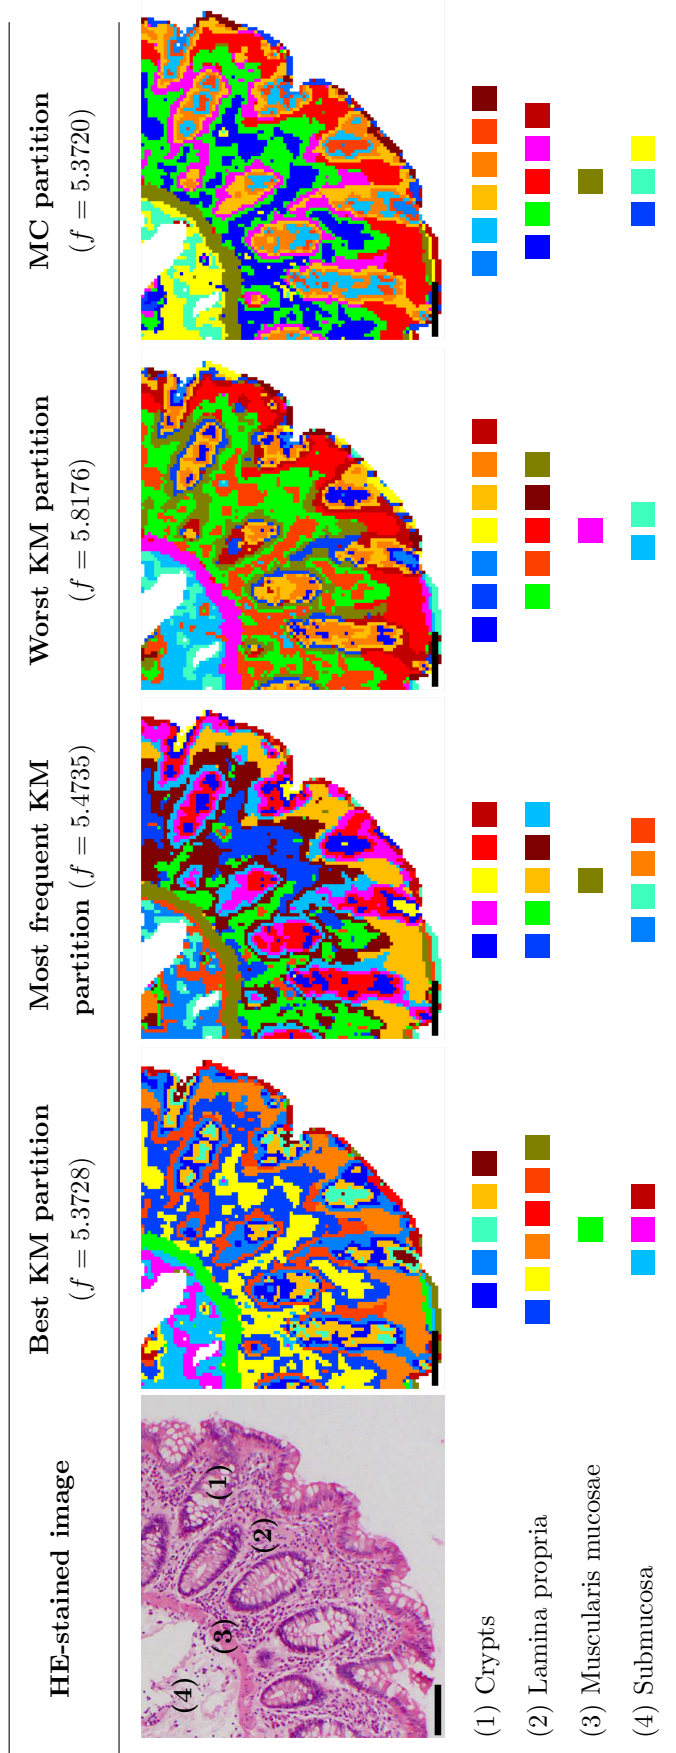 HE-stained image
Best KM partition
(f = 5.3728)
Most frequent KM
partition (f = 5.4735)
Worst KM partition
(f = 5.8176)
MC partition
(f = 5.3720)
(1)
(2)
(3)
(4)
(1) Crypts
(2) Lamina propria
(3) Muscularis mucosae
(4) Submucosa